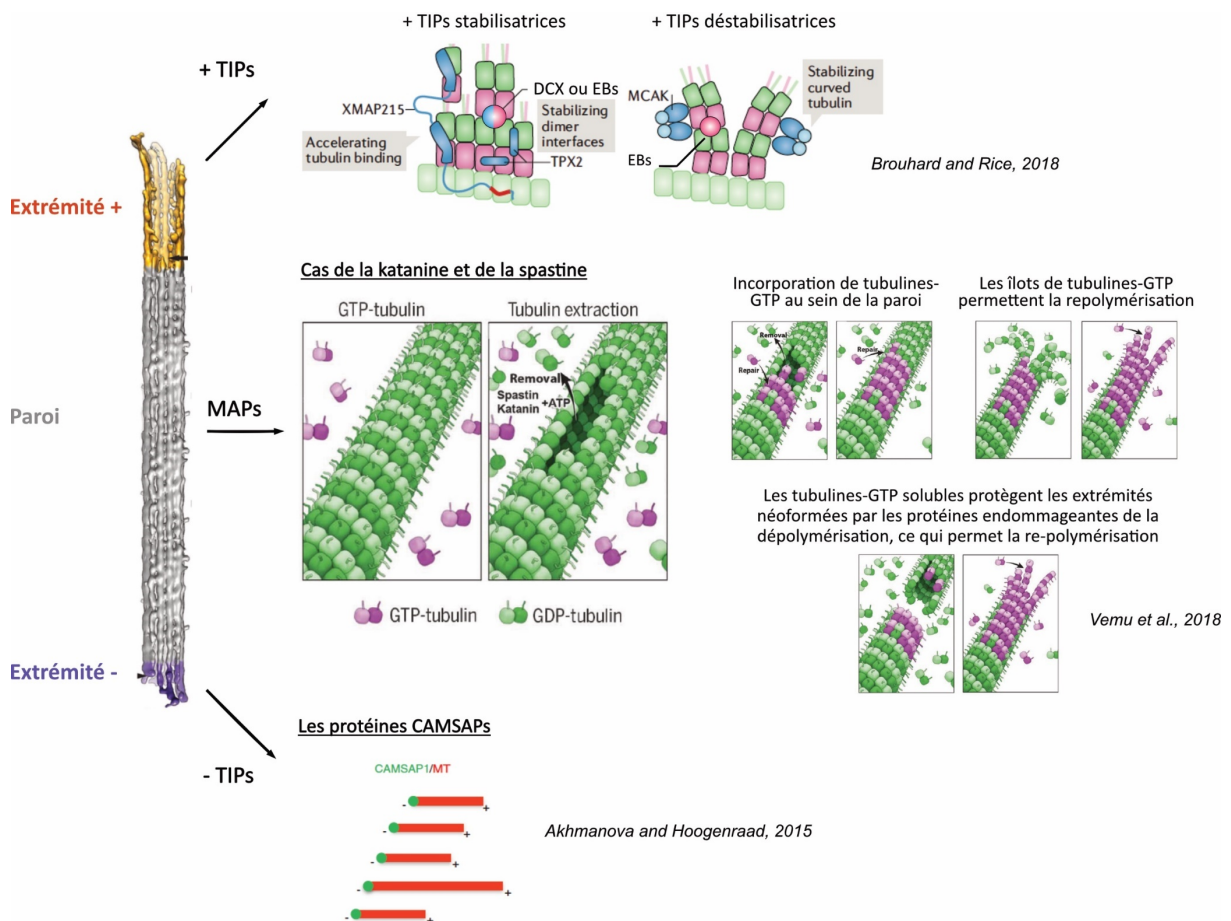 + TIPs stabilisatrices
+ TIPs déstabilisatrices
+ TIPs
XMAP215
DCX ou EBs
Stabilizing
dimer
interfaces
Accelerating
tubulin binding
TPX2
MCAK
Stabilizing
curved
tubulin
EBs
Brouhard and Rice, 2018
Extrémité +
Cas de la katanine et de la spastine
GTP-tubulin
Tubulin extraction
Removal
Spastin
Katanin
+ATP
Incorporation de tubulines-
GTP au sein de la paroi
Removal
Repair
Repair
Les îlots de tubulines-GTP
permettent la repolymérisation
Paroi
MAPs
Les tubulines-GTP solubles protègent les extrémités
néoformées par les protéines endommageantes de la
dépolymérisation, ce qui permet la re-polymérisation
GTP-tubulin
GDP-tubulin
Vemu et al., 2018
Extrémité -
- TIPs
Les protéines CAMSAPs
CAMSAP1/MT
- +
- +
- +
- +
- +
Akhmanova and Hoogenraad, 2015